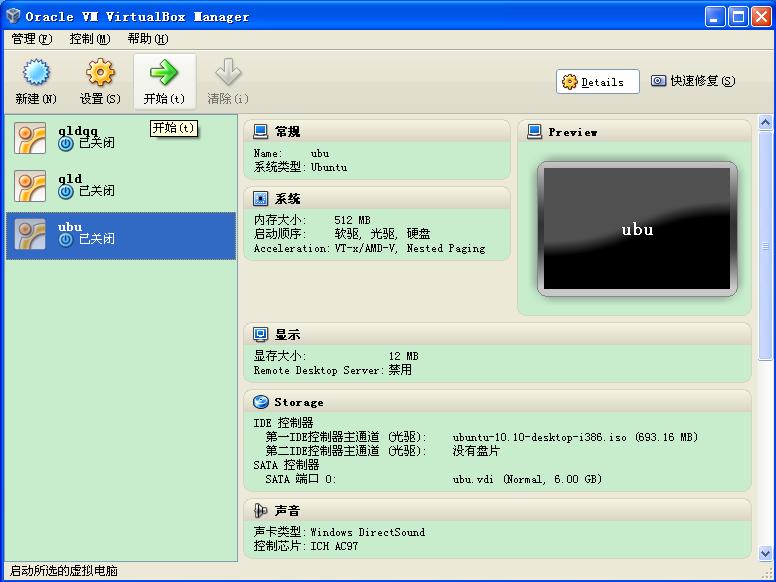 Oracle VM VirtualBox Manager
管理(F) 控制(M) 帮助(H)
新建(N) 设置(S) 开始(t) 清除(i) Details 快速修复(S)
开始(t)
qldqq
已关闭
qld
已关闭
ubu
已关闭
常规
Name: ubu
系统类型: Ubuntu
系统
内存大小: 512 MB
启动顺序: 软驱, 光驱, 硬盘
Acceleration: VT-x/AMD-V, Nested Paging
Preview
ubu
显示
显存大小: 12 MB
Remote Desktop Server: 禁用
Storage
IDE 控制器
第一IDE控制器主通道 (光驱): ubuntu-10.10-desktop-i386.iso (693.16 MB)
第二IDE控制器主通道 (光驱): 没有盘片
SATA 控制器
SATA 端口 0: ubu.vdi (Normal, 6.00 GB)
声音
声卡类型: Windows DirectSound
控制芯片: ICH AC97
启动所选的虚拟电脑